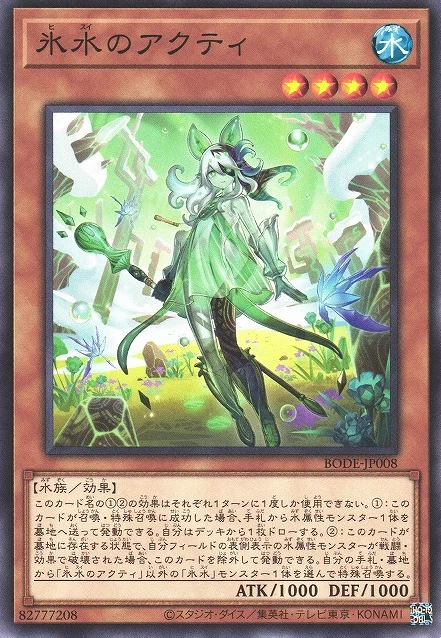 氷水のアクティ
水
BODE-JP008
【水族／効果】
このカード名の①②の効果はそれぞれ１ターンに１度しか使用できない。①：この
カードが召喚・特殊召喚に成功した場合、手札から水属性モンスター１体を
墓地へ送って発動できる。自分はデッキから１枚ドローする。②：このカードが
墓地に存在する状態で、自分フィールドの表側表示の水属性モンスターが戦闘・
効果で破壊された場合、このカードを除外して発動できる。自分の手札・墓地
から「氷水のアクティ」以外の「氷水」モンスター１体を選んで特殊召喚する。
ATK/1000 DEF/1000
82777208 ©スタジオ・ダイス／集英社・テレビ東京・KONAMI